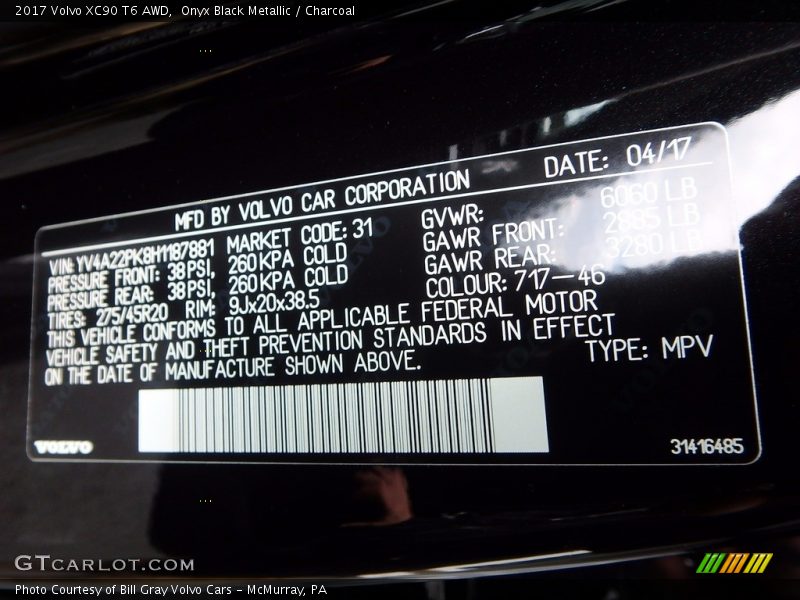 2017 Volvo XC90 T6 AWD, Onyx Black Metallic / Charcoal
MFD BY VOLVO CAR CORPORATION DATE: 04/17
VIN: YV4A22PK8H1187881 MARKET CODE: 31 GVWR: 6060 LB
PRESSURE FRONT: 38PSI, 260KPA COLD GAWR FRONT: 2885 LB
PRESSURE REAR: 38PSI, 260KPA COLD GAWR REAR: 3280 LB
TIRES: 275/45R20 RIM: 9Jx20x38.5 COLOUR: 717-46
THIS VEHICLE CONFORMS TO ALL APPLICABLE FEDERAL MOTOR
VEHICLE SAFETY AND THEFT PREVENTION STANDARDS IN EFFECT
ON THE DATE OF MANUFACTURE SHOWN ABOVE. TYPE: MPV
VOLVO 31416485
GTCARLOT.COM
Photo Courtesy of Bill Gray Volvo Cars - McMurray, PA